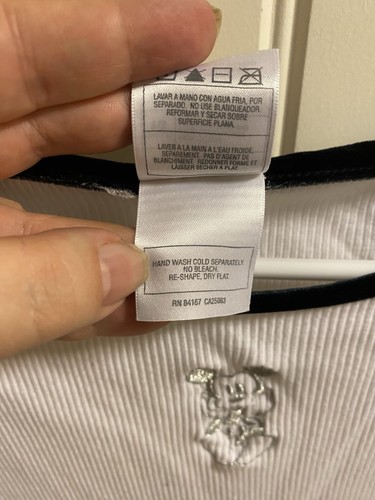 LAVAR A MANO CON AGUA FRIA, POR
SEPARADO. NO USE BLANQUEADOR.
REFORMAR Y SECAR SOBRE
SUPERFICIE PLANA.
LAVER A LA MAIN A L'EAU FROIDE,
SEPAREMENT. PAS D'AGENT DE
BLANCHIMENT. REDONNER FORME ET
LAISSER SECHER A PLAT.
HAND WASH COLD SEPARATELY.
NO BLEACH.
RE-SHAPE, DRY FLAT.
RN 84167 CA25983